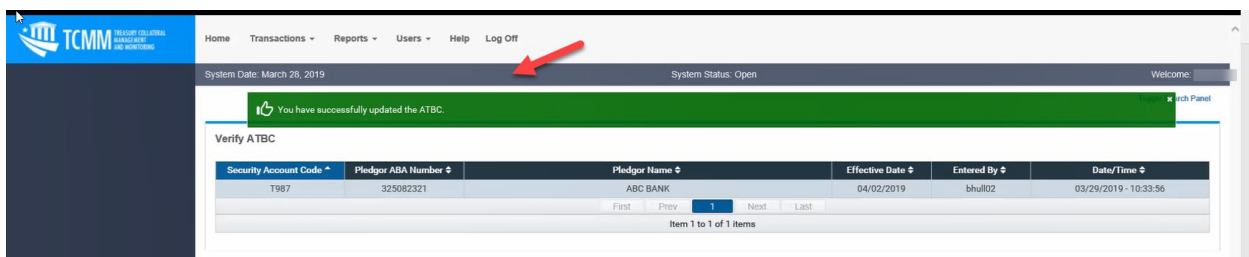 TCMM TREASURY COLLATERAL MANAGEMENT AND MONITORING
Home Transactions Reports Users Help Log Off
System Date: March 28, 2019 System Status: Open Welcome:
You have successfully updated the ATBC.
rch Panel
Verify ATBC
Security Account Code Pledgor ABA Number Pledgor Name Effective Date Entered By Date/Time
T987 325082321 ABC BANK 04/02/2019 bhull02 03/29/2019 - 10:33:56
First Prev 1 Next Last
Item 1 to 1 of 1 items